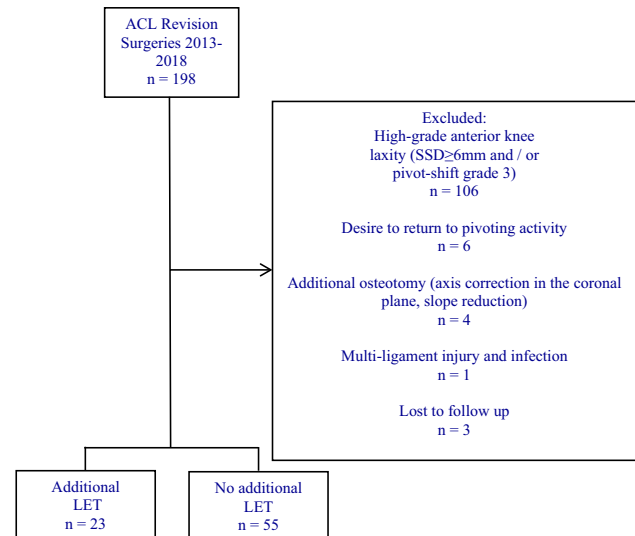 ACL Revision
Surgeries 2013-
2018
n = 198
Excluded:
High-grade anterior knee
laxity (SSD≥6mm and / or
pivot-shift grade 3)
n = 106
Desire to return to pivoting activity
n = 6
Additional osteotomy (axis correction in the coronal
plane, slope reduction)
n = 4
Multi-ligament injury and infection
n = 1
Lost to follow up
n = 3
Additional
LET
n = 23
No additional
LET
n = 55